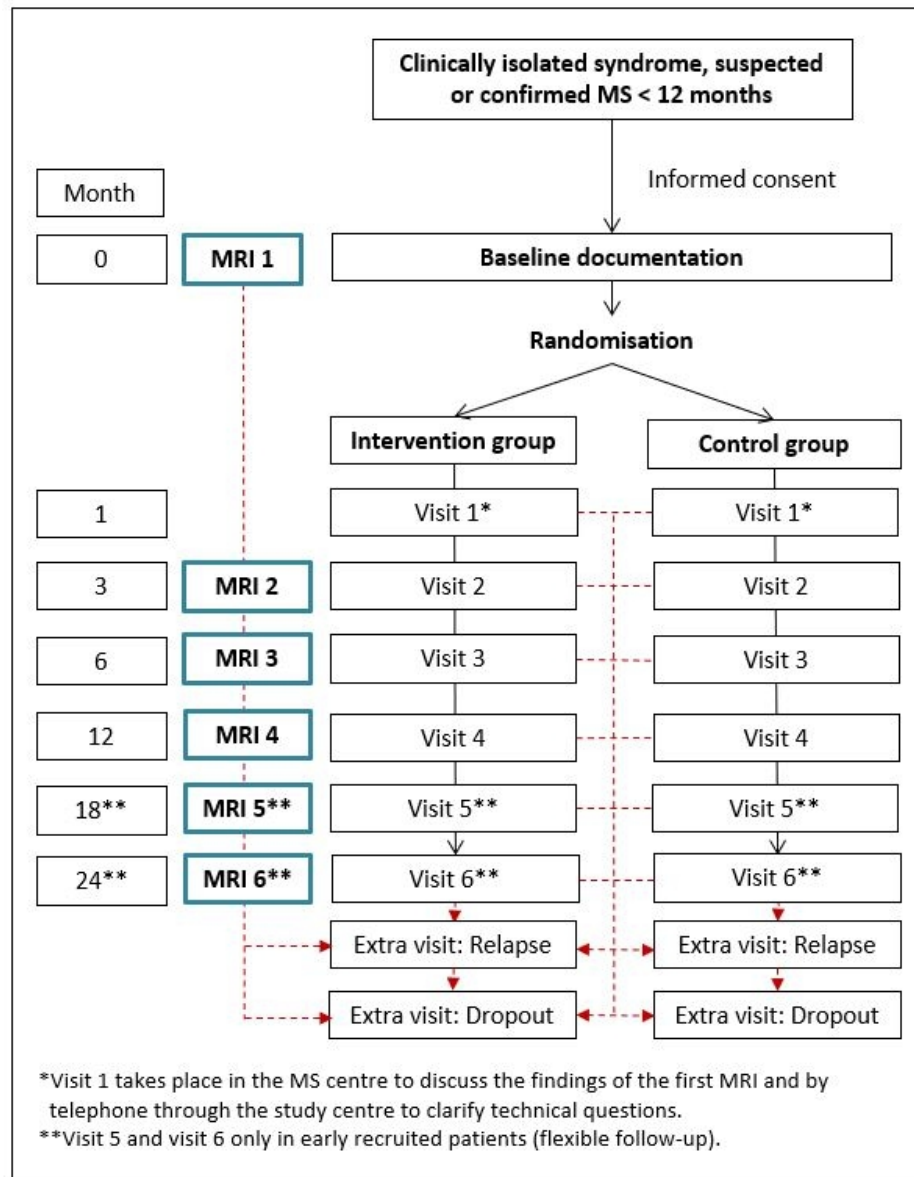 Clinically isolated syndrome, suspected
or confirmed MS < 12 months
Informed consent
Month
0
MRI 1
Baseline documentation
Randomisation
Intervention group
Control group
1
Visit 1*
Visit 1*
3
MRI 2
Visit 2
Visit 2
6
MRI 3
Visit 3
Visit 3
12
MRI 4
Visit 4
Visit 4
18**
MRI 5**
Visit 5**
Visit 5**
24**
MRI 6**
Visit 6**
Visit 6**
Extra visit: Relapse
Extra visit: Relapse
Extra visit: Dropout
Extra visit: Dropout
*Visit 1 takes place in the MS centre to discuss the findings of the first MRI and by
telephone through the study centre to clarify technical questions.
**Visit 5 and visit 6 only in early recruited patients (flexible follow-up).